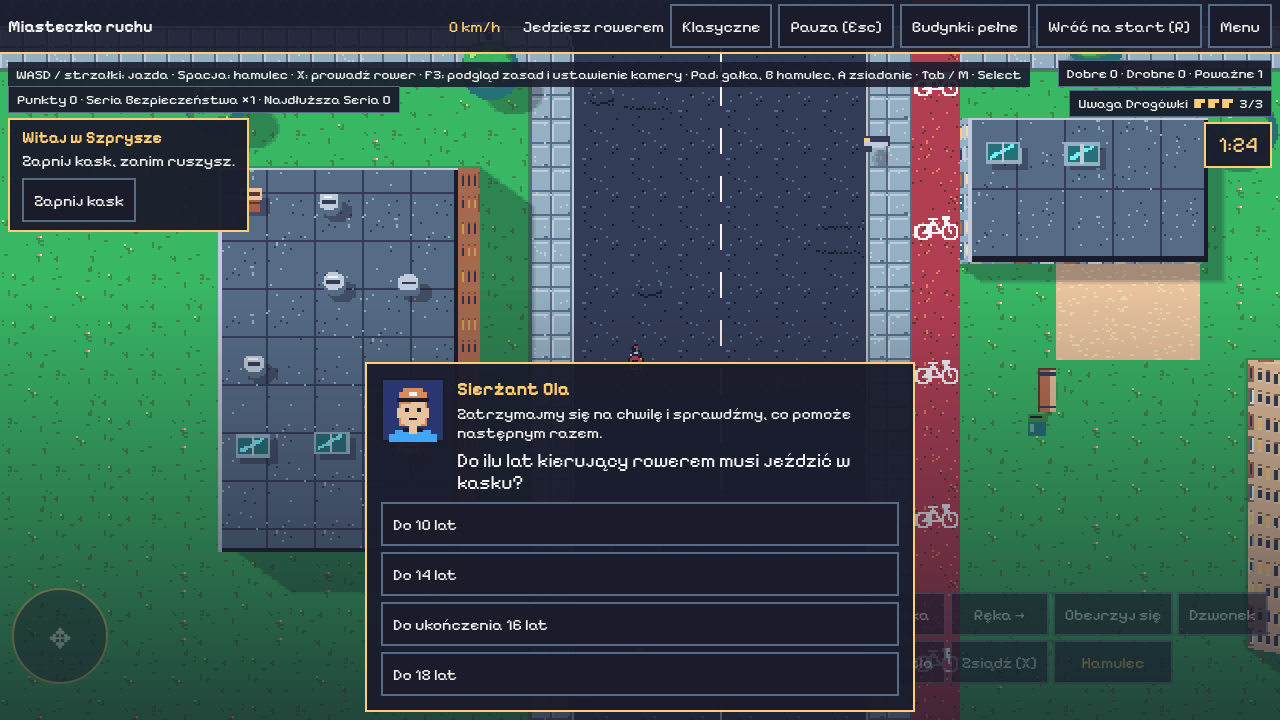 Miasteczko ruchu
0 km/h
Jedziesz rowerem
Klasyczne
Pauza (Esc)
Budynki: pełne
Wróć na start (R)
Menu
WASD / strzałki: jazda · Spacja: hamulec · X: prowadź rower · F3: podgląd zasad i ustawienie kamery · Pad: gałka, B hamulec, A zsiadanie · Tab / M · Select
Dobre 0 · Drobne 0 · Poważne 1
Punkty 0 · Seria Bezpieczeństwa ×1 · Najdłuższa Seria 0
Uwaga Drogówki 3/3
1:24
Witaj w Szprysze
Zapnij kask, zanim ruszysz.
Zapnij kask
Sierżant Ola
Zatrzymajmy się na chwilę i sprawdźmy, co pomoże
następnym razem.
Do ilu lat kierujący rowerem musi jeździć w
kasku?
Do 10 lat
Do 14 lat
Do ukończenia 16 lat
Do 18 lat
Ręka →
Obejrzyj się
Dzwonek
Zsiądź (X)
Hamulec